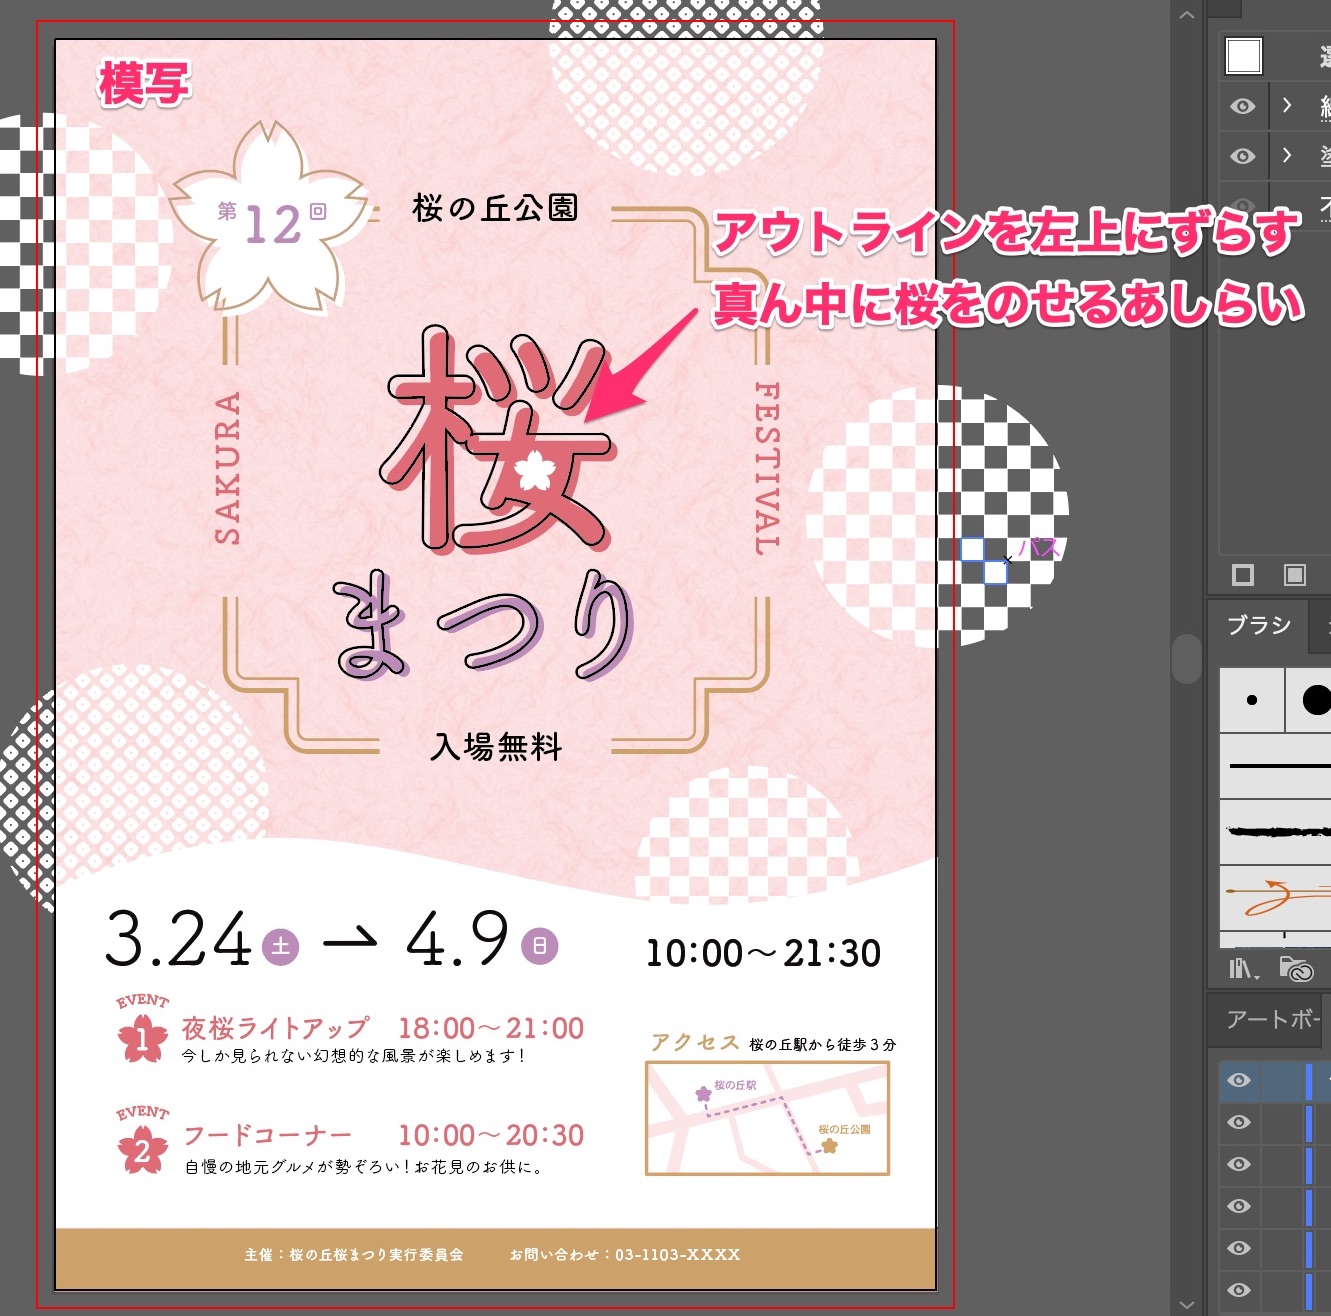 模写
第12回
桜の丘公園
アウトラインを左上にずらす
真ん中に桜をのせるあしらい
SAKURA
桜
まつり
FESTIVAL
パス
入場無料
3.24土 → 4.9日
10:00〜21:30
EVENT
1
夜桜ライトアップ 18:00〜21:00
今しか見られない幻想的な風景が楽しめます！
EVENT
2
フードコーナー 10:00〜20:30
自慢の地元グルメが勢ぞろい！お花見のお供に。
アクセス 桜の丘駅から徒歩3分
桜の丘駅
桜の丘公園
主催：桜の丘桜まつり実行委員会 お問い合わせ：03-1103-XXXX
ブラシ
アートボー